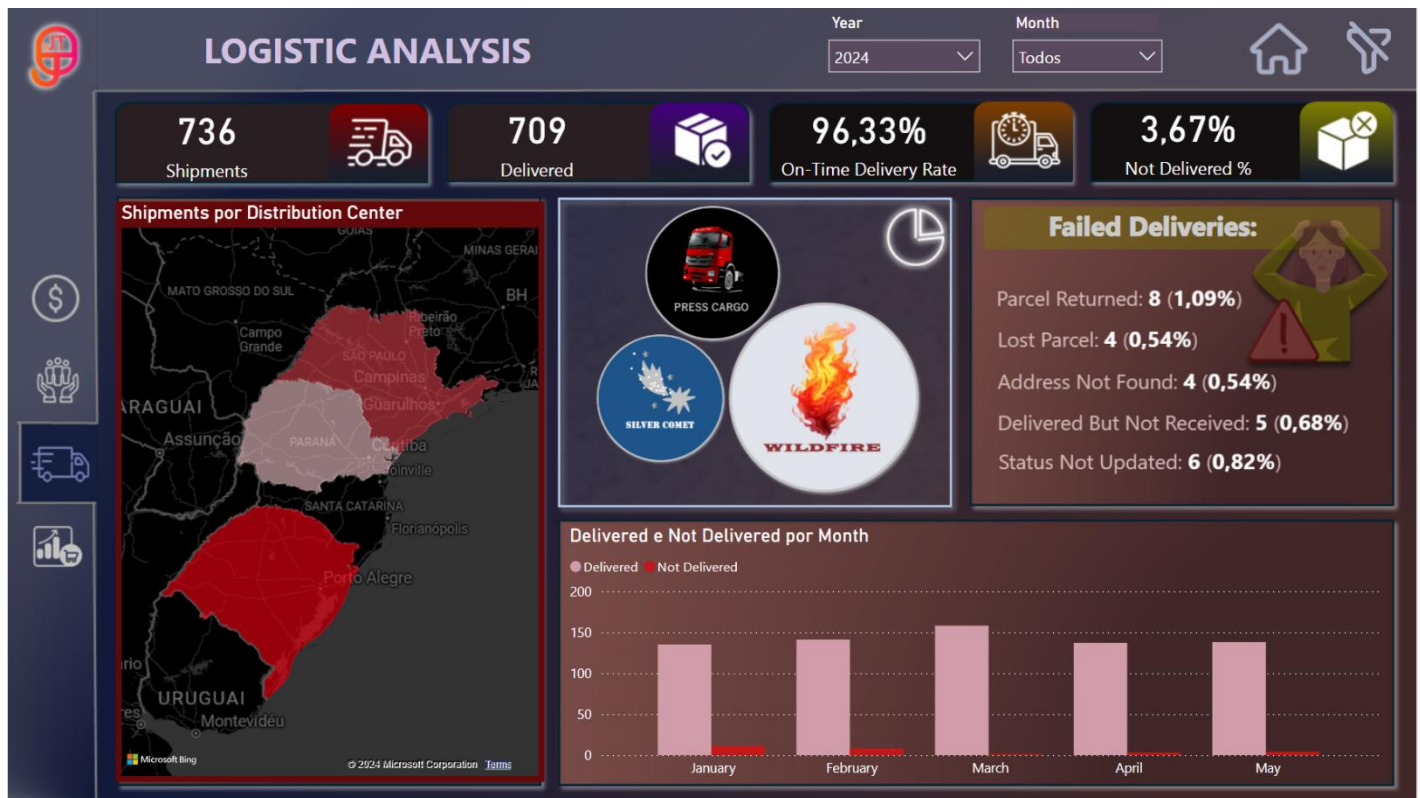 JT
LOGISTIC ANALYSIS
Year
2024
Month
Todos
736
Shipments
709
Delivered
96,33%
On-Time Delivery Rate
3,67%
Not Delivered %
Shipments por Distribution Center
GOIÁS
MINAS GERAI
MATO GROSSO DO SUL
BH
Ribeirão
Preto
Campo
Grande
SÃO PAULO
Campinas
Guarulhos
ARAGUAI
Assunção
PARANÁ
Curitiba
Joinville
SANTA CATARINA
Florianópolis
Porto Alegre
URUGUAI
Montevidéu
Microsoft Bing
© 2024 Microsoft Corporation Terms
PRESS CARGO
SILVER COMET
WILDFIRE
Failed Deliveries:
Parcel Returned: 8 (1,09%)
Lost Parcel: 4 (0,54%)
Address Not Found: 4 (0,54%)
Delivered But Not Received: 5 (0,68%)
Status Not Updated: 6 (0,82%)
Delivered e Not Delivered por Month
Delivered Not Delivered
200
150
100
50
0
January February March April May